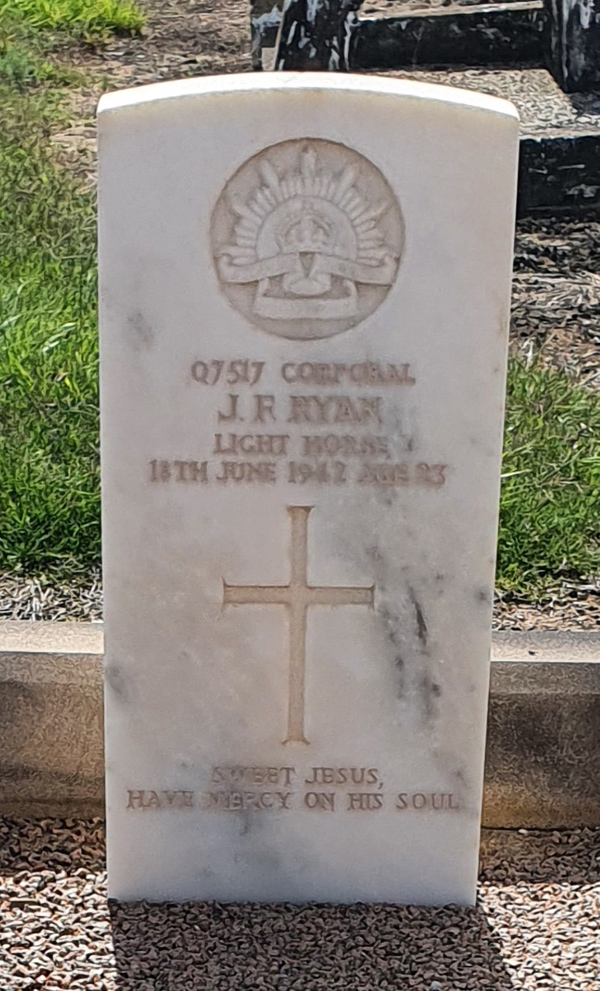 Q7517 CORPORAL
J. F. RYAN
LIGHT HORSE
18TH JUNE 1942 AGE 23
SWEET JESUS,
HAVE MERCY ON HIS SOUL